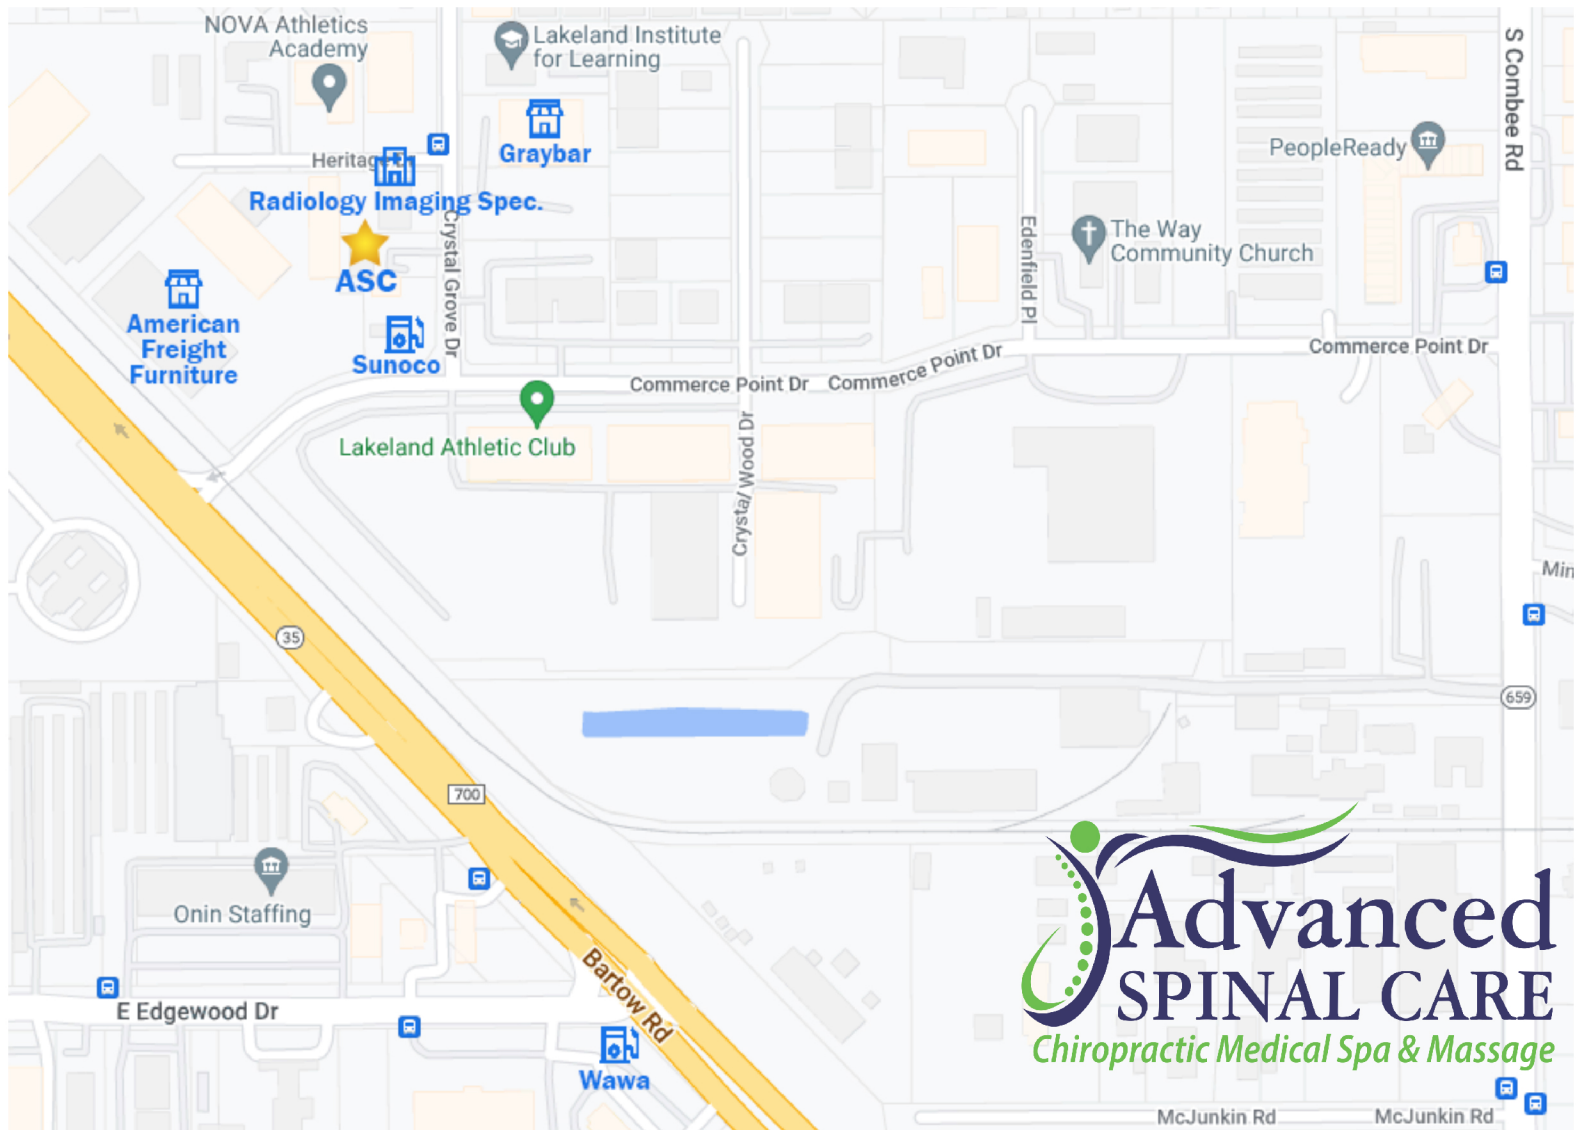 NOVA Athletics
Academy
Lakeland Institute
for Learning
S Combee Rd
Graybar
PeopleReady
Heritage Dr
Radiology Imaging Spec.
Crystal Grove Dr
Edenfield Pl
The Way
Community Church
ASC
American
Freight
Furniture
Sunoco
Commerce Point Dr
Commerce Point Dr
Commerce Point Dr
Lakeland Athletic Club
Crystal Wood Dr
Min
35
659
700
Onin Staffing
Bartow Rd
E Edgewood Dr
Wawa
Advanced
SPINAL CARE
Chiropractic Medical Spa & Massage
McJunkin Rd
McJunkin Rd